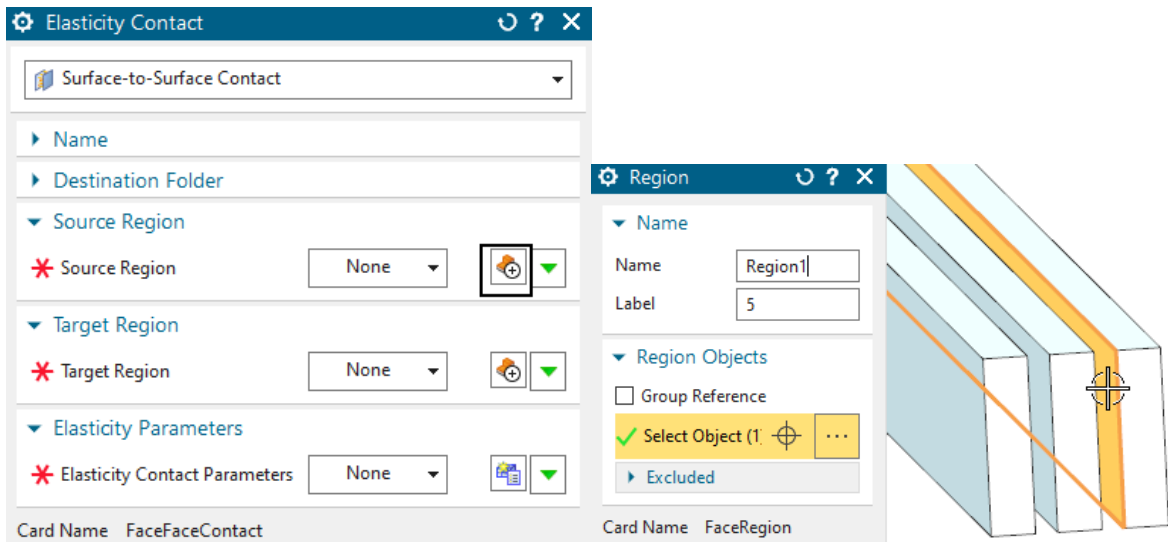 Elasticity Contact
Surface-to-Surface Contact
Name
Destination Folder
Source Region
Source Region None
Target Region
Target Region None
Elasticity Parameters
Elasticity Contact Parameters None
Card Name FaceFaceContact
Region
Name
Name Region1
Label 5
Region Objects
Group Reference
Select Object (1
Excluded
Card Name FaceRegion